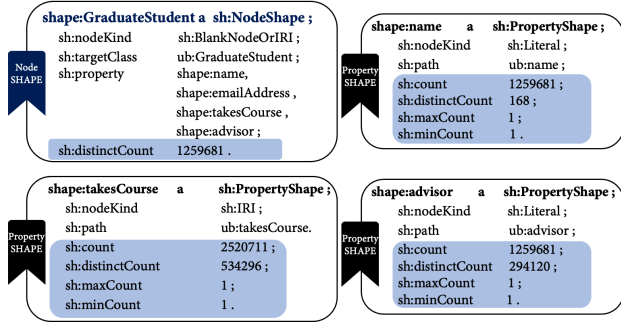 shape:GraduateStudent a sh:NodeShape ;
sh:nodeKind sh:BlankNodeOrIRI ;
sh:targetClass ub:GraduateStudent ;
sh:property shape:name,
shape:emailAddress ,
shape:takesCourse ,
shape:advisor ;
sh:distinctCount 1259681 .
Node
SHAPE
shape:name a sh:PropertyShape ;
sh:nodeKind sh:Literal ;
sh:path ub:name ;
sh:count 1259681 ;
sh:distinctCount 168 ;
sh:maxCount 1 ;
sh:minCount 1 .
Property
SHAPE
shape:takesCourse a sh:PropertyShape ;
sh:nodeKind sh:IRI ;
sh:path ub:takesCourse.
sh:count 2520711 ;
sh:distinctCount 534296 ;
sh:maxCount 1 ;
sh:minCount 1 .
Property
SHAPE
shape:advisor a sh:PropertyShape ;
sh:nodeKind sh:Literal ;
sh:path ub:advisor ;
sh:count 1259681 ;
sh:distinctCount 294120 ;
sh:maxCount 1 ;
sh:minCount 1 .
Property
SHAPE